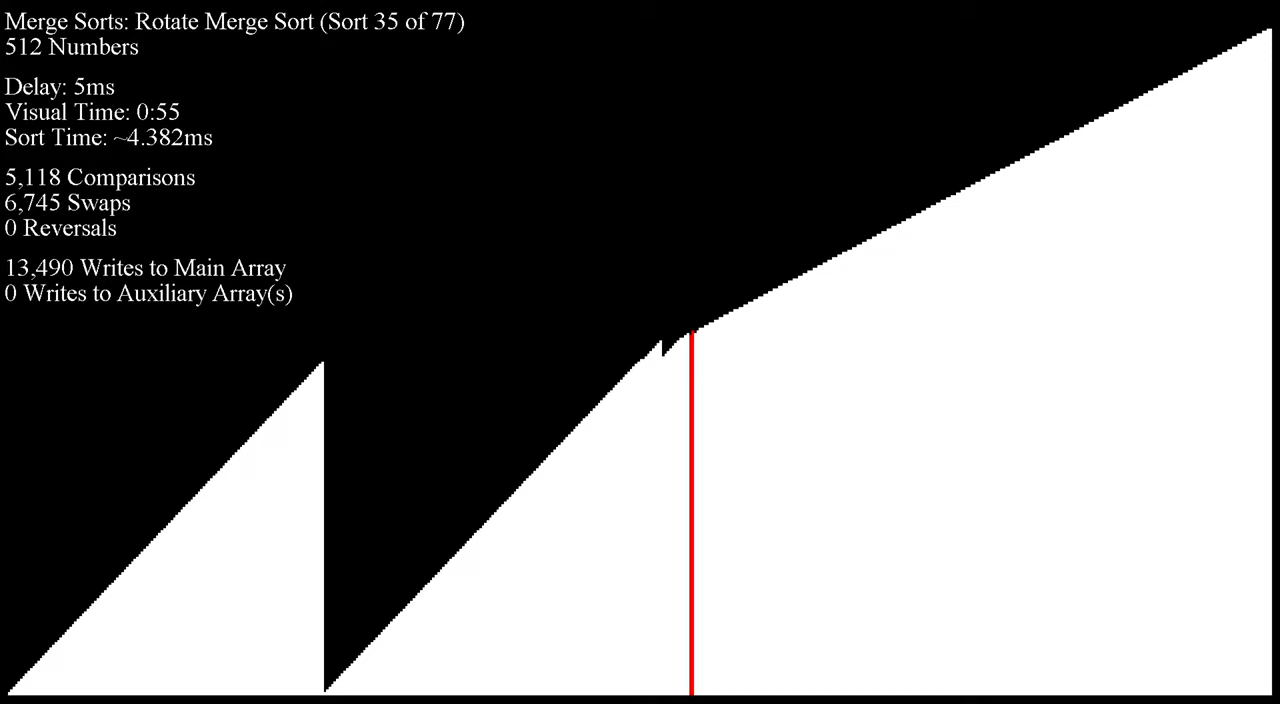 Merge Sorts: Rotate Merge Sort (Sort 35 of 77)
512 Numbers
Delay: 5ms
Visual Time: 0:55
Sort Time: ~4.382ms
5,118 Comparisons
6,745 Swaps
0 Reversals
13,490 Writes to Main Array
0 Writes to Auxiliary Array(s)